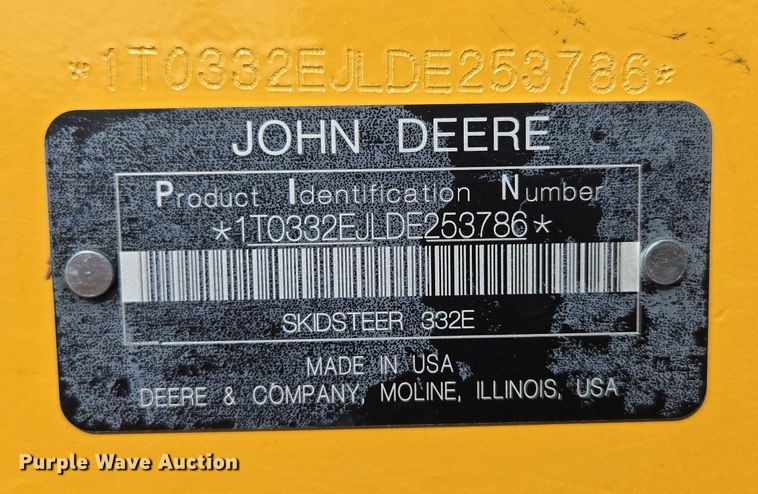 *1T0332EJLDE253786*
JOHN DEERE
Product Identification Number
*1T0332EJLDE253786*
SKIDSTEER 332E
MADE IN USA
DEERE & COMPANY, MOLINE, ILLINOIS, USA
Purple Wave Auction